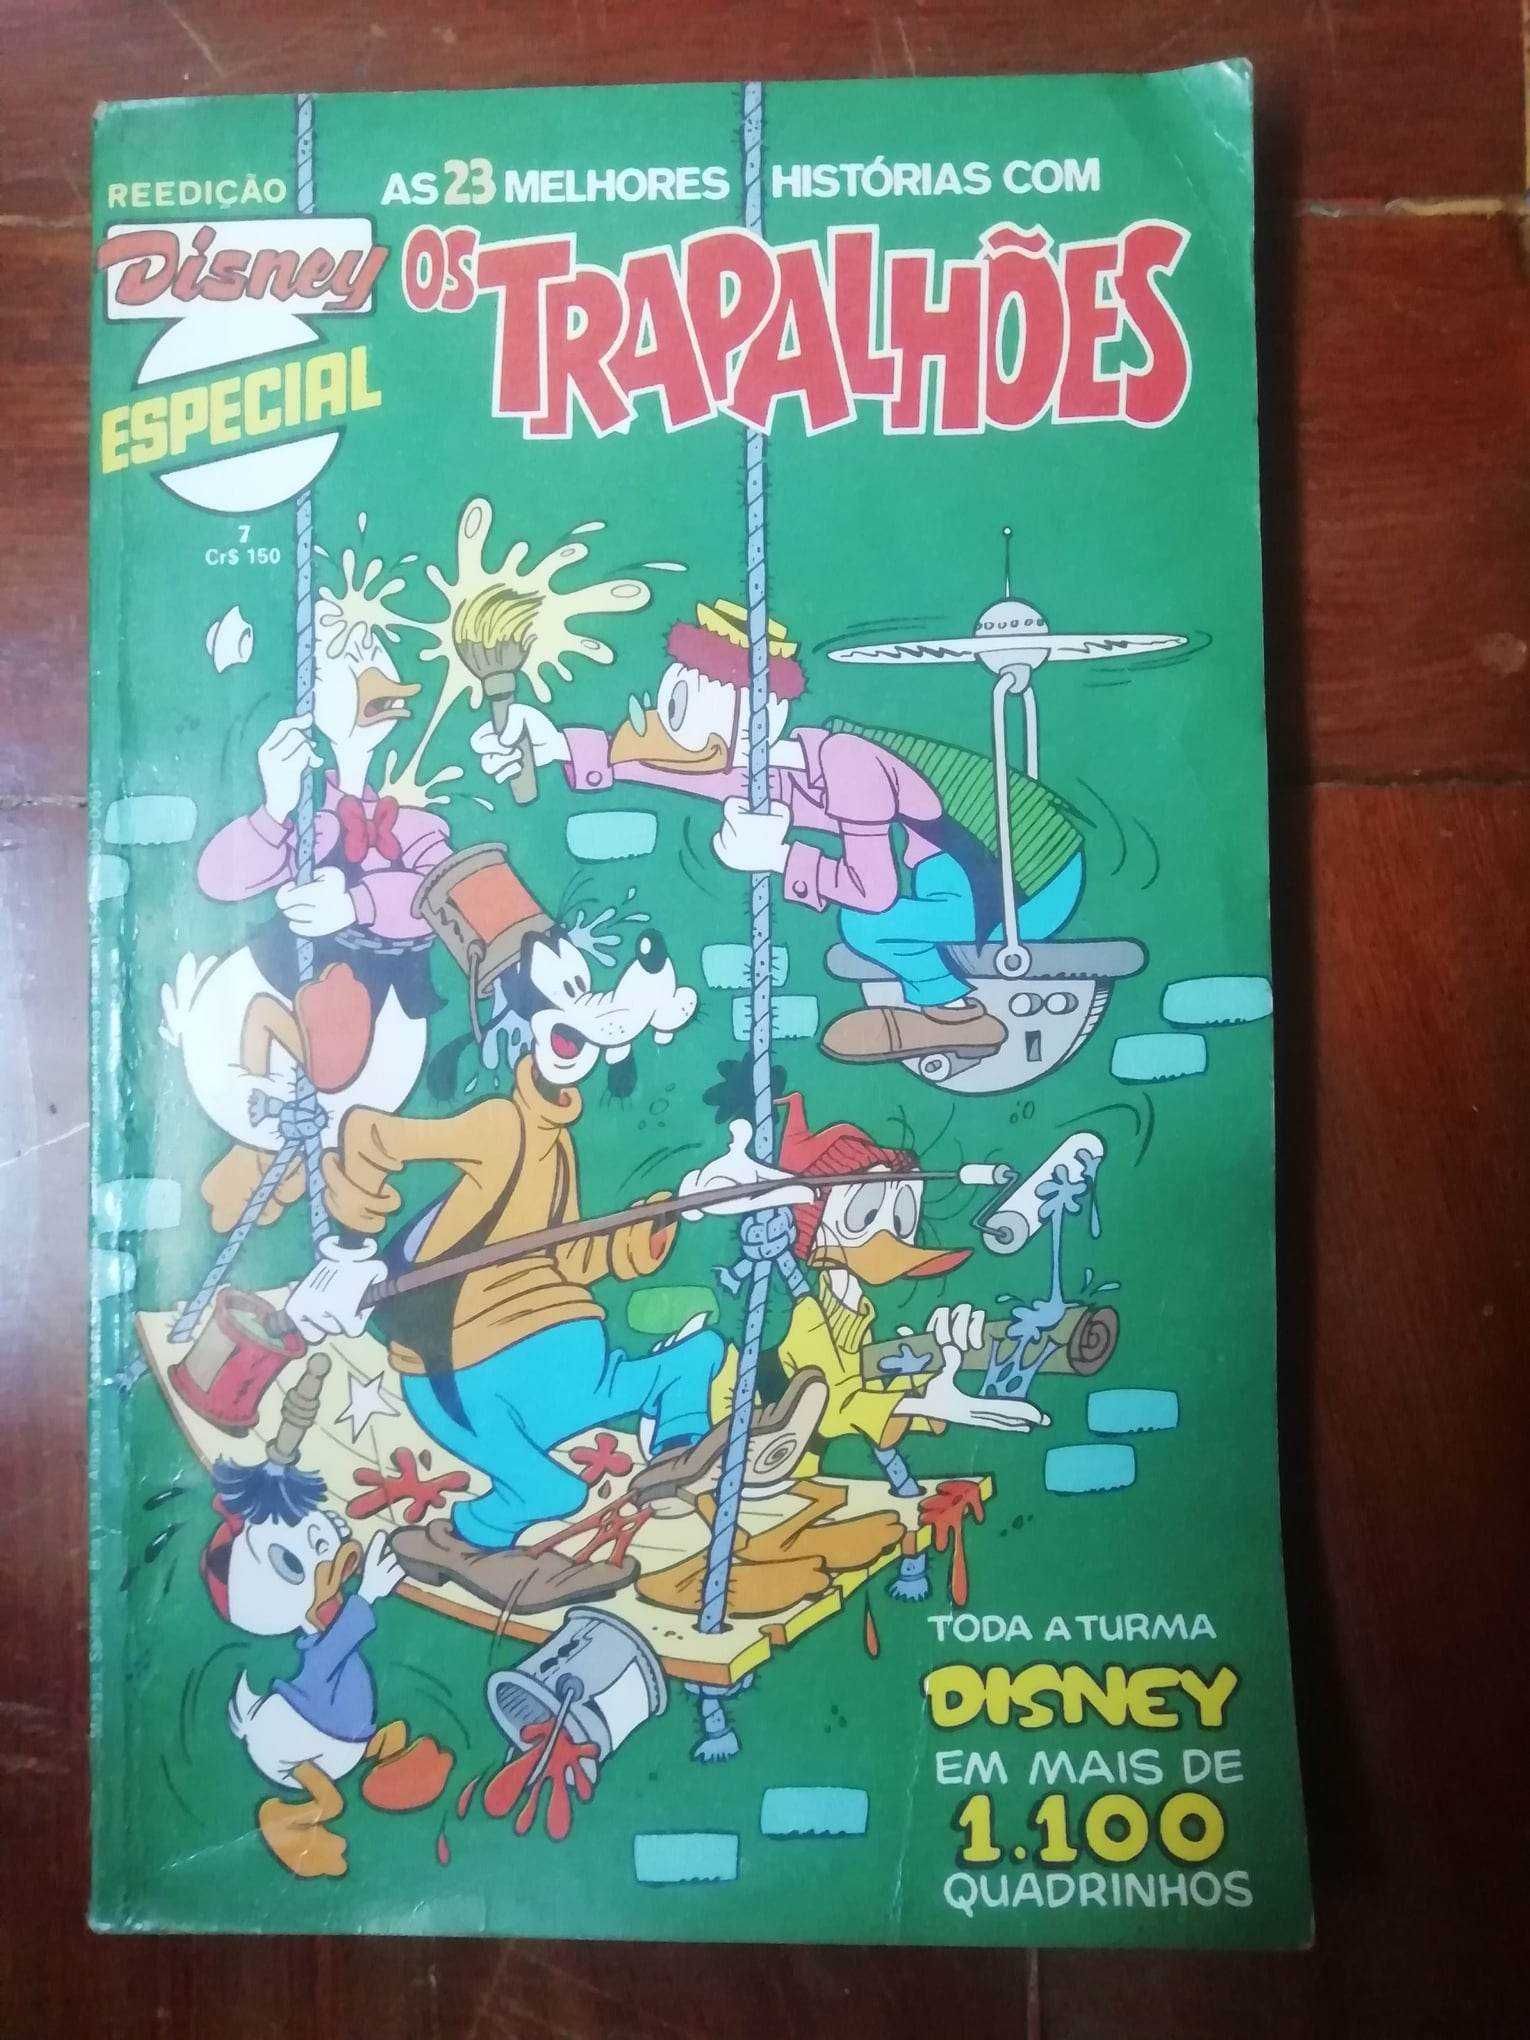 REEDIÇÃO
Disney
ESPECIAL
7
Cr$ 150
AS 23 MELHORES HISTÓRIAS COM
OS TRAPALHÕES
TODA A TURMA
DISNEY
EM MAIS DE
1.100
QUADRINHOS